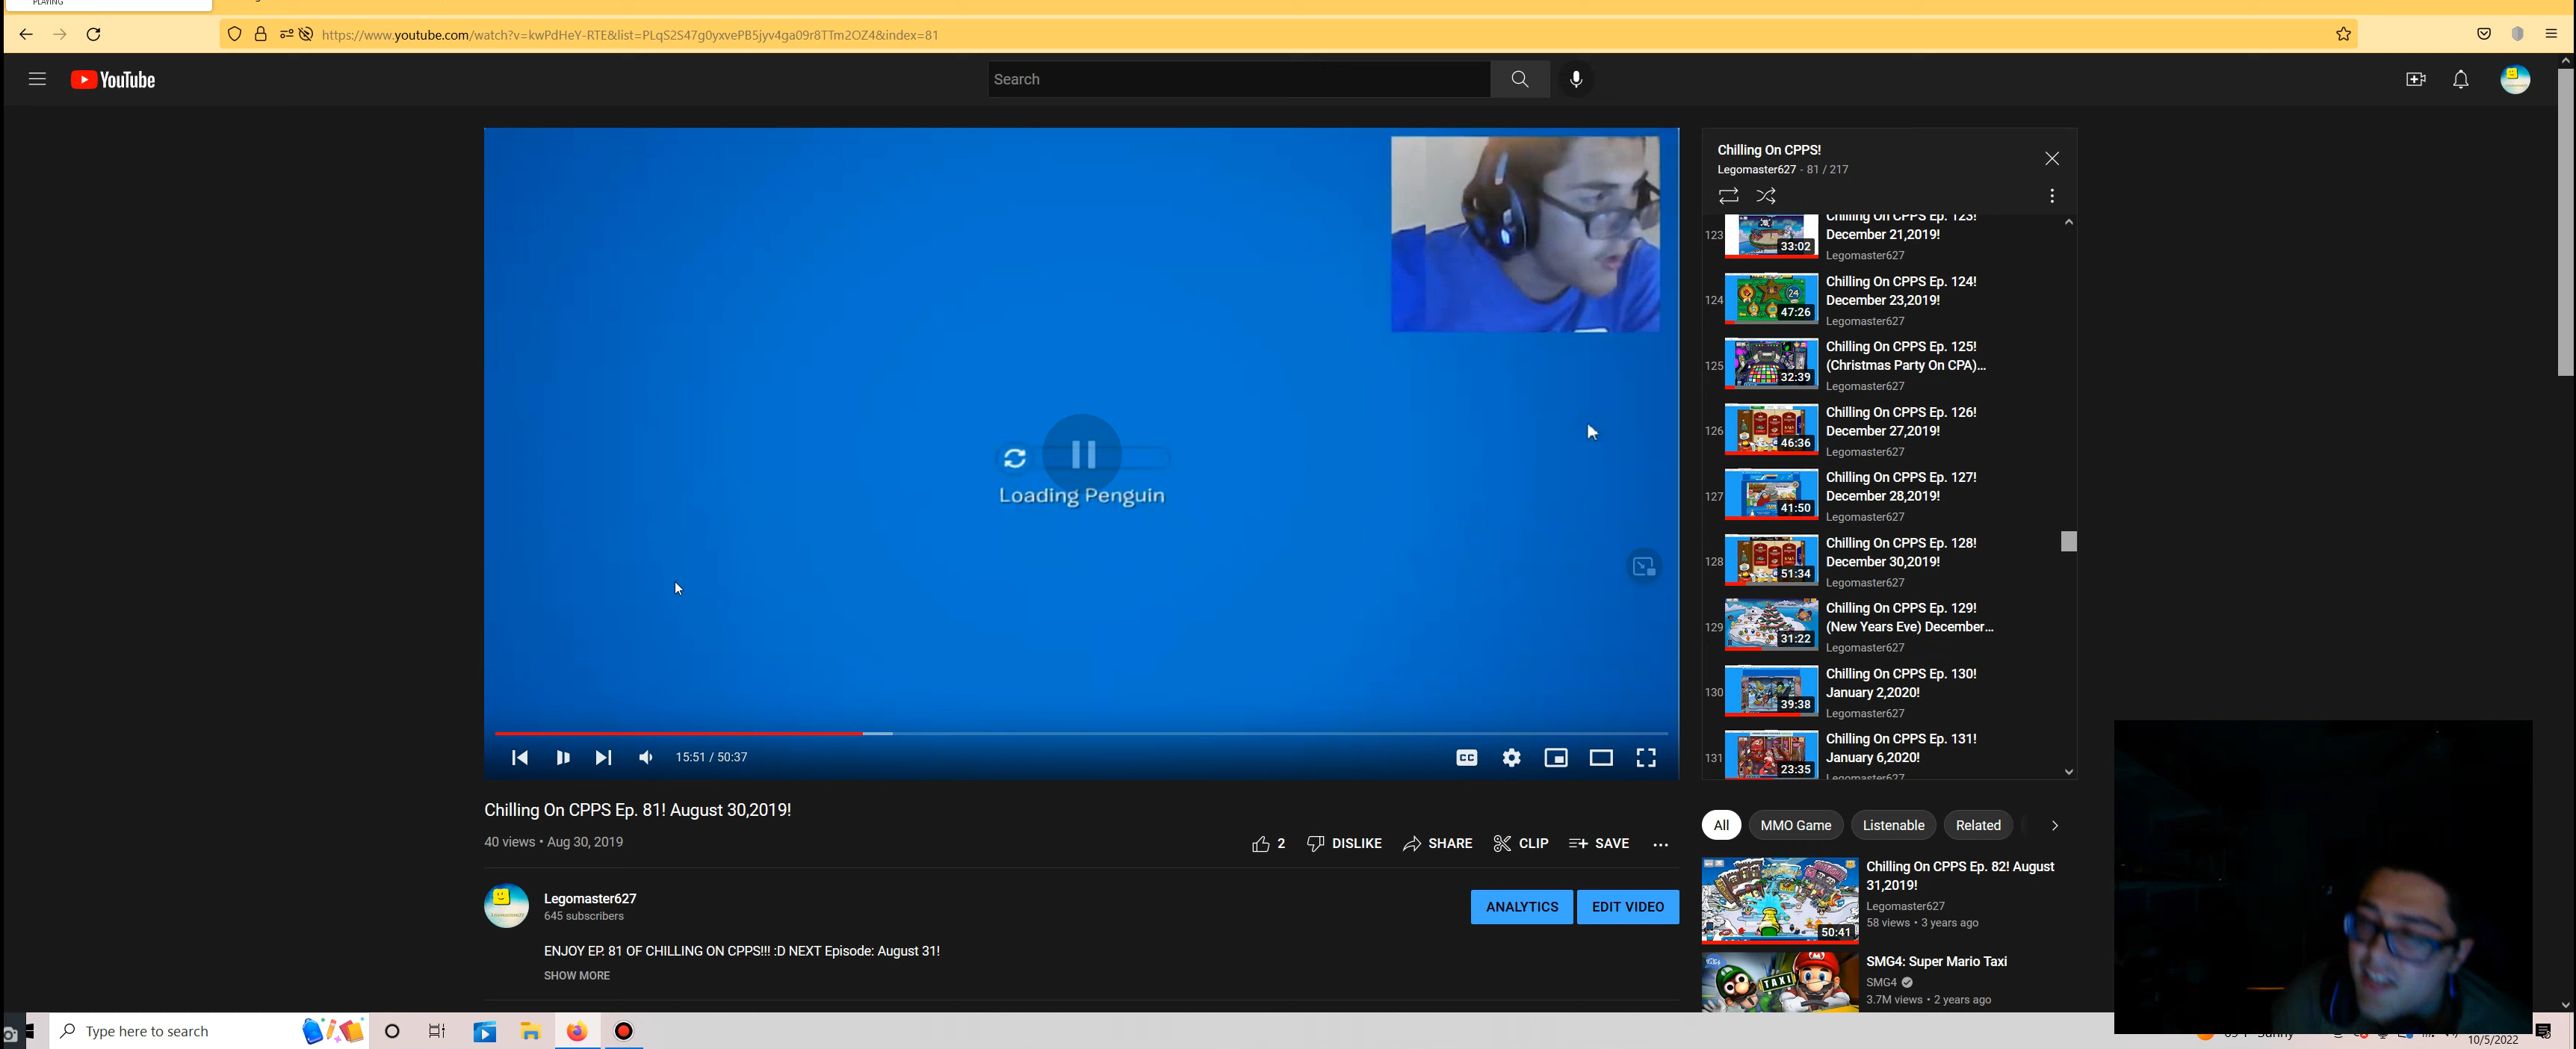 PLAYING
https://www.youtube.com/watch?v=kwPdHeY-RTE&list=PLqS2S47g0yxvePB5jyv4ga09r8TTm2OZ4&index=81
YouTube
Search
Loading Penguin
15:51 / 50:37
CC
Chilling On CPPS Ep. 81! August 30,2019!
40 views • Aug 30, 2019
2
DISLIKE
SHARE
CLIP
SAVE
Legomaster627
645 subscribers
ANALYTICS
EDIT VIDEO
ENJOY EP. 81 OF CHILLING ON CPPS!!! :D NEXT Episode: August 31!
SHOW MORE
Chilling On CPPS!
Legomaster627 - 81 / 217
Chilling On CPPS Ep. 123!
123
33:02
December 21,2019!
Legomaster627
Chilling On CPPS Ep. 124!
124
47:26
December 23,2019!
Legomaster627
Chilling On CPPS Ep. 125!
125
32:39
(Christmas Party On CPA)...
Legomaster627
Chilling On CPPS Ep. 126!
126
46:36
December 27,2019!
Legomaster627
Chilling On CPPS Ep. 127!
127
41:50
December 28,2019!
Legomaster627
Chilling On CPPS Ep. 128!
128
51:34
December 30,2019!
Legomaster627
Chilling On CPPS Ep. 129!
129
31:22
(New Years Eve) December...
Legomaster627
Chilling On CPPS Ep. 130!
130
39:38
January 2,2020!
Legomaster627
Chilling On CPPS Ep. 131!
131
23:35
January 6,2020!
Legomaster627
All
MMO Game
Listenable
Related
Chilling On CPPS Ep. 82! August
31,2019!
Legomaster627
58 views • 3 years ago
50:41
SMG4: Super Mario Taxi
SMG4
3.7M views • 2 years ago
TAXI
Type here to search
10/5/2022